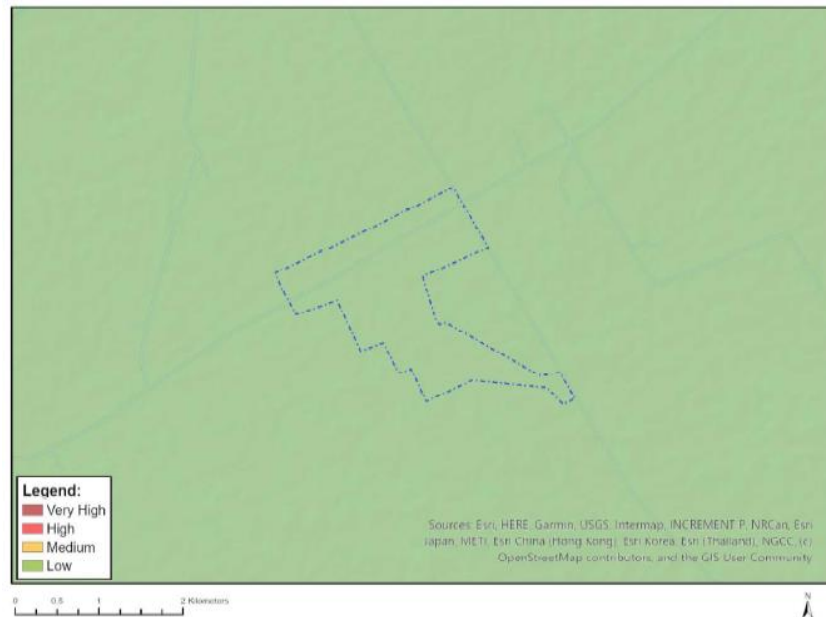 Legend:
Very High
High
Medium
Low
Sources: Esri, HERE, Garmin, USGS, Intermap, INCREMENT P, NRCan, Esri
Japan, METI, Esri China (Hong Kong), Esri Korea, Esri (Thailand), NGCC, (c)
OpenStreetMap contributors, and the GIS User Community
0 0.5 1 2 Kilometers
N